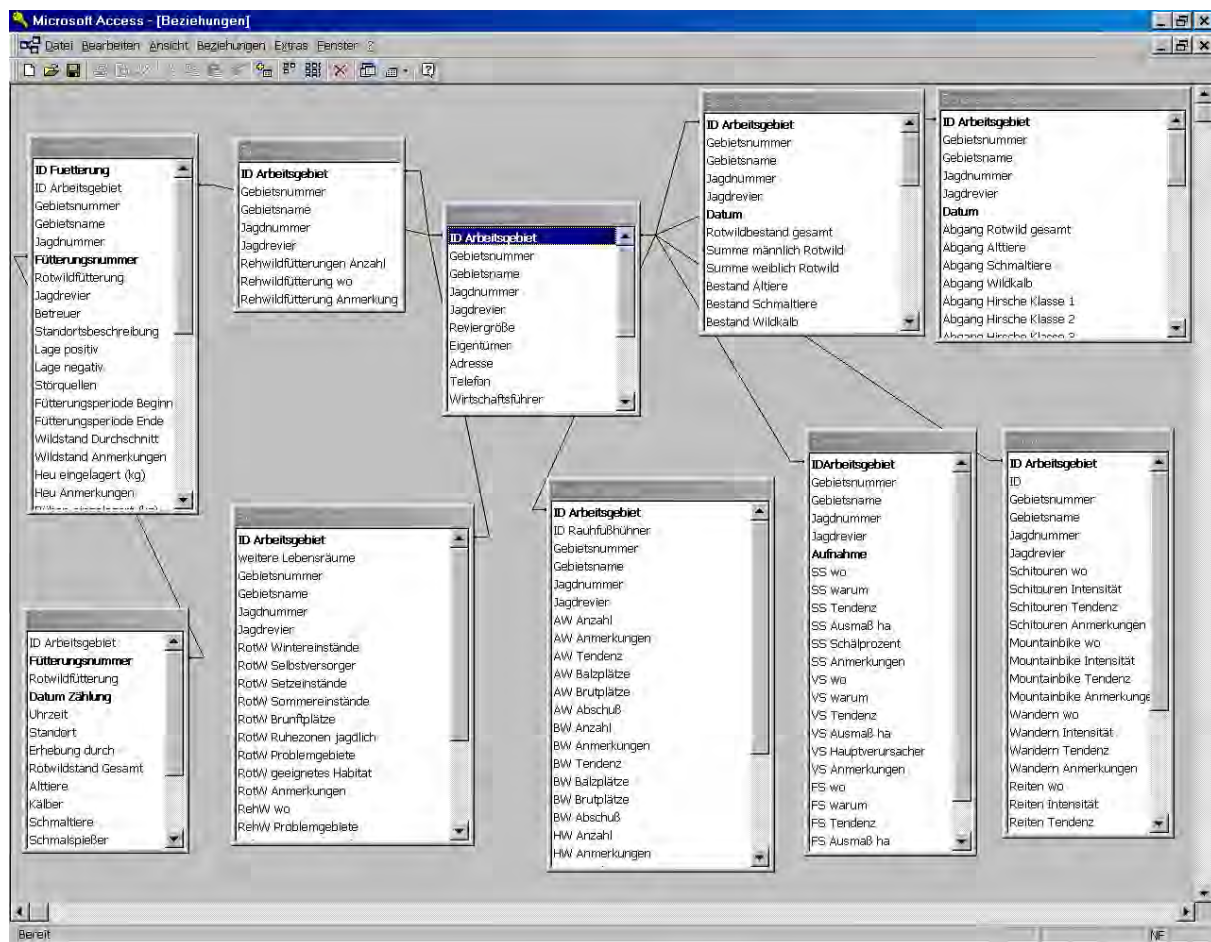 Microsoft Access - [Beziehungen]
Datei Bearbeiten Ansicht Beziehungen Extras Fenster ?
ID Fuetterung
ID Arbeitsgebiet
Gebietsnummer
Gebietsname
Jagdnummer
Fütterungsnummer
Rotwildfütterung
Jagdrevier
Betreuer
Standortsbeschreibung
Lage positiv
Lage negativ
Störquellen
Fütterungsperiode Beginn
Fütterungsperiode Ende
Wildstand Durchschnitt
Wildstand Anmerkungen
Heu eingelagert (kg)
Heu Anmerkungen
ID Arbeitsgebiet
Gebietsnummer
Gebietsname
Jagdnummer
Jagdrevier
Rehwildfütterungen Anzahl
Rehwildfütterung wo
Rehwildfütterung Anmerkung
ID Arbeitsgebiet
Gebietsnummer
Gebietsname
Jagdnummer
Jagdrevier
Reviergröße
Eigentümer
Adresse
Telefon
Wirtschaftsführer
ID Arbeitsgebiet
Gebietsnummer
Gebietsname
Jagdnummer
Jagdrevier
Datum
Rotwildbestand gesamt
Summe männlich Rotwild
Summe weiblich Rotwild
Bestand Altiere
Bestand Schmaltiere
Bestand Wildkalb
ID Arbeitsgebiet
Gebietsnummer
Gebietsname
Jagdnummer
Jagdrevier
Datum
Abgang Rotwild gesamt
Abgang Alttiere
Abgang Schmaltiere
Abgang Wildkalb
Abgang Hirsche Klasse 1
Abgang Hirsche Klasse 2
Abgang Hirsche Klasse 3
ID Arbeitsgebiet
Fütterungsnummer
Rotwildfütterung
Datum Zählung
Uhrzeit
Standort
Erhebung durch
Rotwildstand Gesamt
Alttiere
Kälber
Schmaltiere
Schmalspießer
ID Arbeitsgebiet
weitere Lebensräume
Gebietsnummer
Gebietsname
Jagdnummer
Jagdrevier
RotW Wintereinstände
RotW Selbstversorger
RotW Setzeinstände
RotW Sommereinstände
RotW Brunftplätze
RotW Ruhezonen jagdlich
RotW Problemgebiete
RotW geeignetes Habitat
RotW Anmerkungen
RehW wo
RehW Problemgebiete
ID Arbeitsgebiet
ID Rauhfußhühner
Gebietsnummer
Gebietsname
Jagdnummer
Jagdrevier
AW Anzahl
AW Anmerkungen
AW Tendenz
AW Balzplätze
AW Brutplätze
AW Abschuß
BW Anzahl
BW Anmerkungen
BW Tendenz
BW Balzplätze
BW Brutplätze
BW Abschuß
HW Anzahl
HW Anmerkungen
IDArbeitsgebiet
Gebietsnummer
Gebietsname
Jagdnummer
Jagdrevier
Aufnahme
SS wo
SS warum
SS Tendenz
SS Ausmaß ha
SS Schälprozent
SS Anmerkungen
VS wo
VS warum
VS Tendenz
VS Ausmaß ha
VS Hauptverursacher
VS Anmerkungen
FS wo
FS warum
FS Tendenz
FS Ausmaß ha
ID Arbeitsgebiet
ID
Gebietsnummer
Gebietsname
Jagdnummer
Jagdrevier
Schitouren wo
Schitouren Intensität
Schitouren Tendenz
Schitouren Anmerkungen
Mountainbike wo
Mountainbike Intensität
Mountainbike Tendenz
Mountainbike Anmerkunge
Wandern wo
Wandern Intensität
Wandern Tendenz
Wandern Anmerkungen
Reiten wo
Reiten Intensität
Reiten Tendenz
Bereit
NF